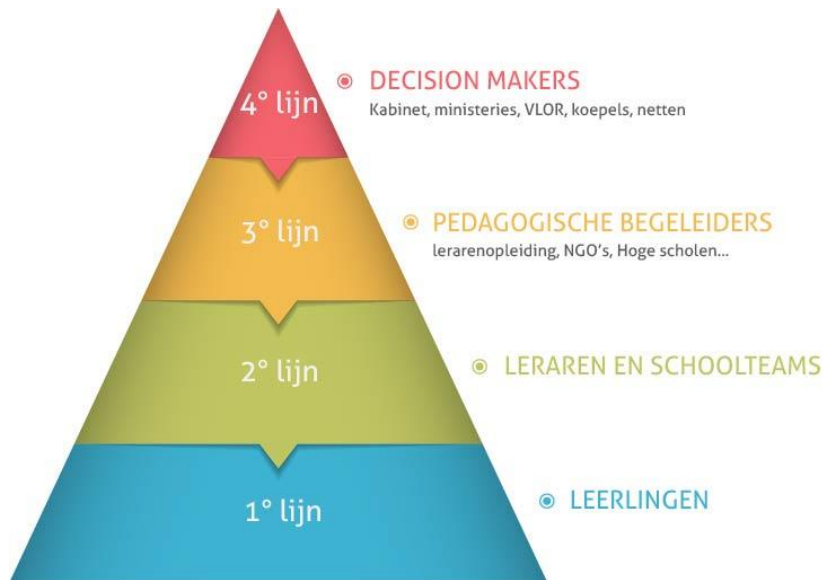 4° lijn
DECISION MAKERS
Kabinet, ministeries, VLOR, koepels, netten
3° lijn
PEDAGOGISCHE BEGELEIDERS
lerarenopleiding, NGO's, Hoge scholen...
2° lijn
LERAREN EN SCHOOLTEAMS
1° lijn
LEERLINGEN